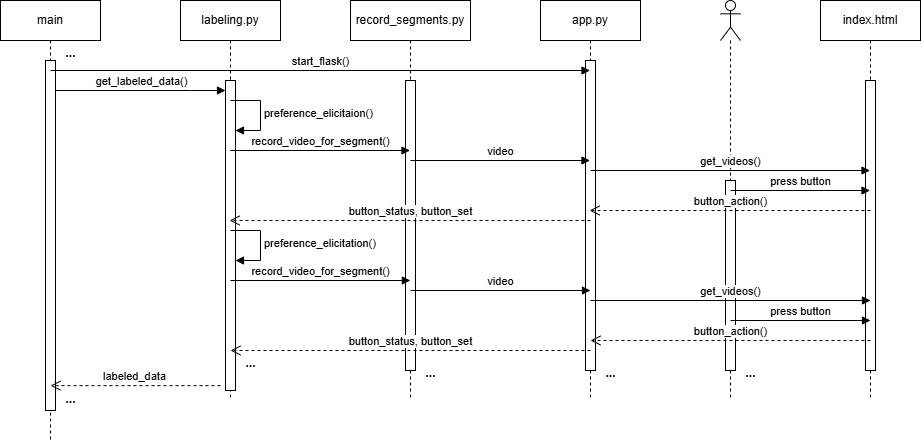 main
labeling.py
record_segments.py
app.py
index.html
...
start_flask()
get_labeled_data()
preference_elicitaion()
record_video_for_segment()
video
get_videos()
press button
button_action()
button_status, button_set
preference_elicitation()
record_video_for_segment()
video
get_videos()
press button
button_action()
button_status, button_set
...
labeled_data
...
...
...
...